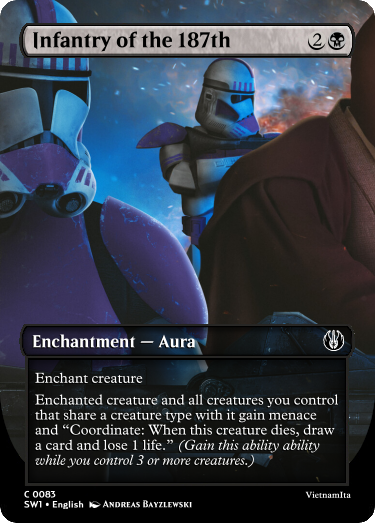 Infantry of the 187th 2
Enchantment — Aura
Enchant creature
Enchanted creature and all creatures you control
that share a creature type with it gain menace
and “Coordinate: When this creature dies, draw
a card and lose 1 life.” (Gain this ability ability
while you control 3 or more creatures.)
C 0083
SW1 • English ANDREAS BAYZLEWSKI
VietnamIta